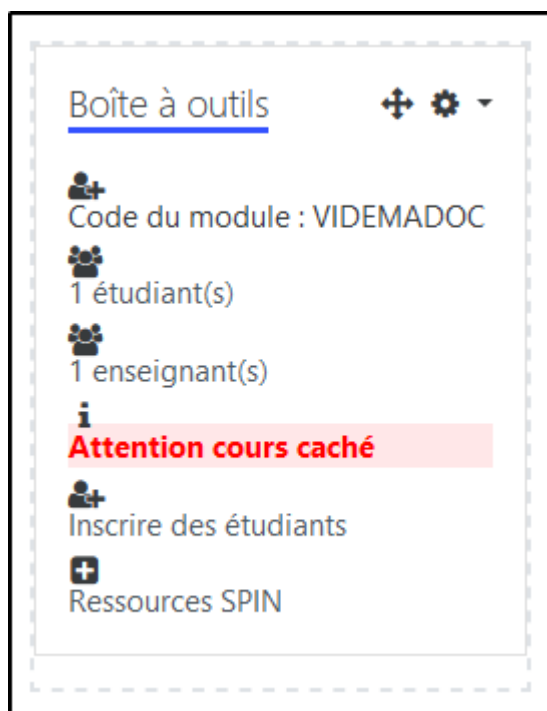 Boîte à outils
Code du module : VIDEMADOC
1 étudiant(s)
1 enseignant(s)
Attention cours caché
Inscrire des étudiants
Ressources SPIN